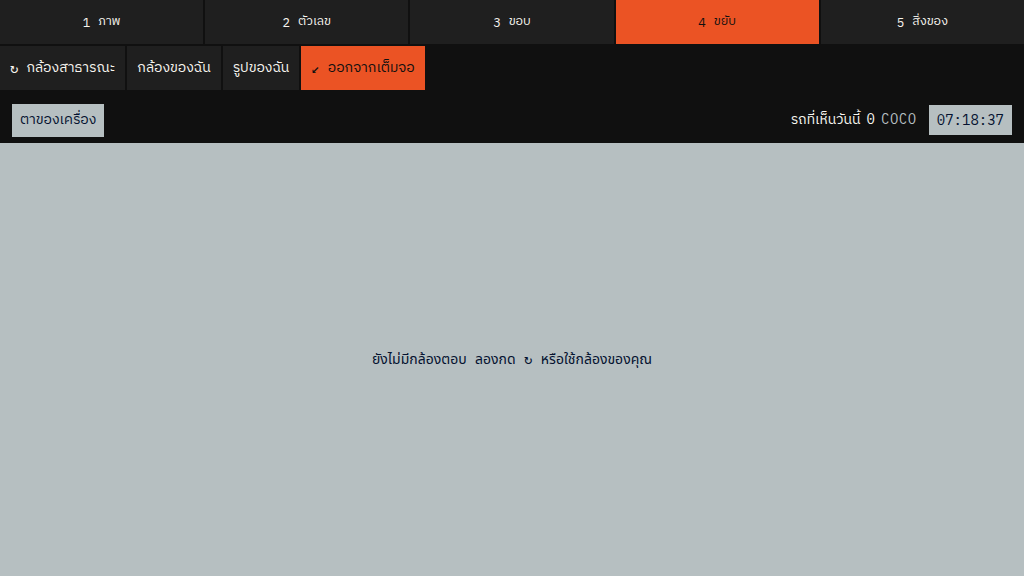 1 ภาพ
2 ตัวเลข
3 ขอบ
4 ขยับ
5 สิ่งของ
↻ กล้องสาธารณะ
กล้องของฉัน
รูปของฉัน
↙ ออกจากเต็มจอ
ตาของเครื่อง
รถที่เห็นวันนี้ 0 COCO
07:18:37
ยังไม่มีกล้องตอบ ลองกด ↻ หรือใช้กล้องของคุณ